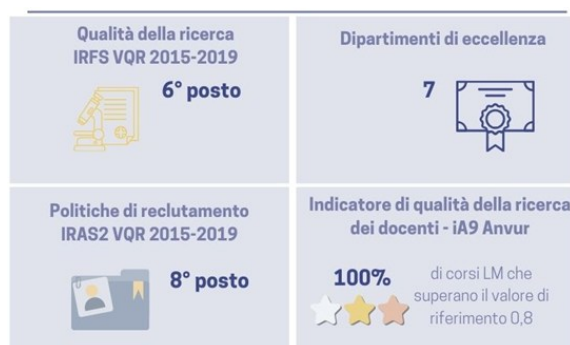 Qualità della ricerca
IRFS VQR 2015-2019
6° posto
Dipartimenti di eccellenza
7
Politiche di reclutamento
IRAS2 VQR 2015-2019
8° posto
Indicatore di qualità della ricerca
dei docenti - iA9 Anvur
100%
di corsi LM che
superano il valore di
riferimento 0,8